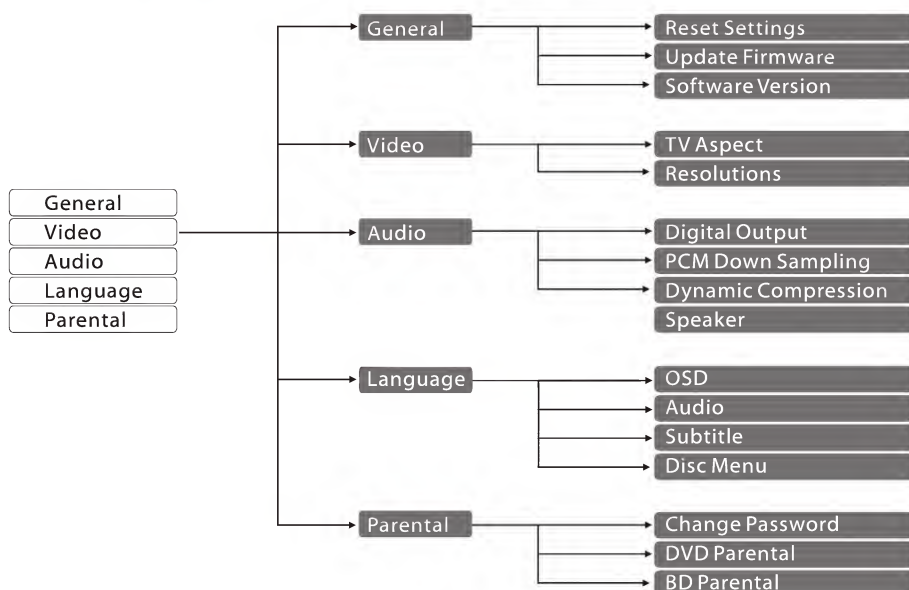 General
Video
Audio
Language
Parental
General
Reset Settings
Update Firmware
Software Version
Video
TV Aspect
Resolutions
Audio
Digital Output
PCM Down Sampling
Dynamic Compression
Speaker
Language
OSD
Audio
Subtitle
Disc Menu
Parental
Change Password
DVD Parental
BD Parental